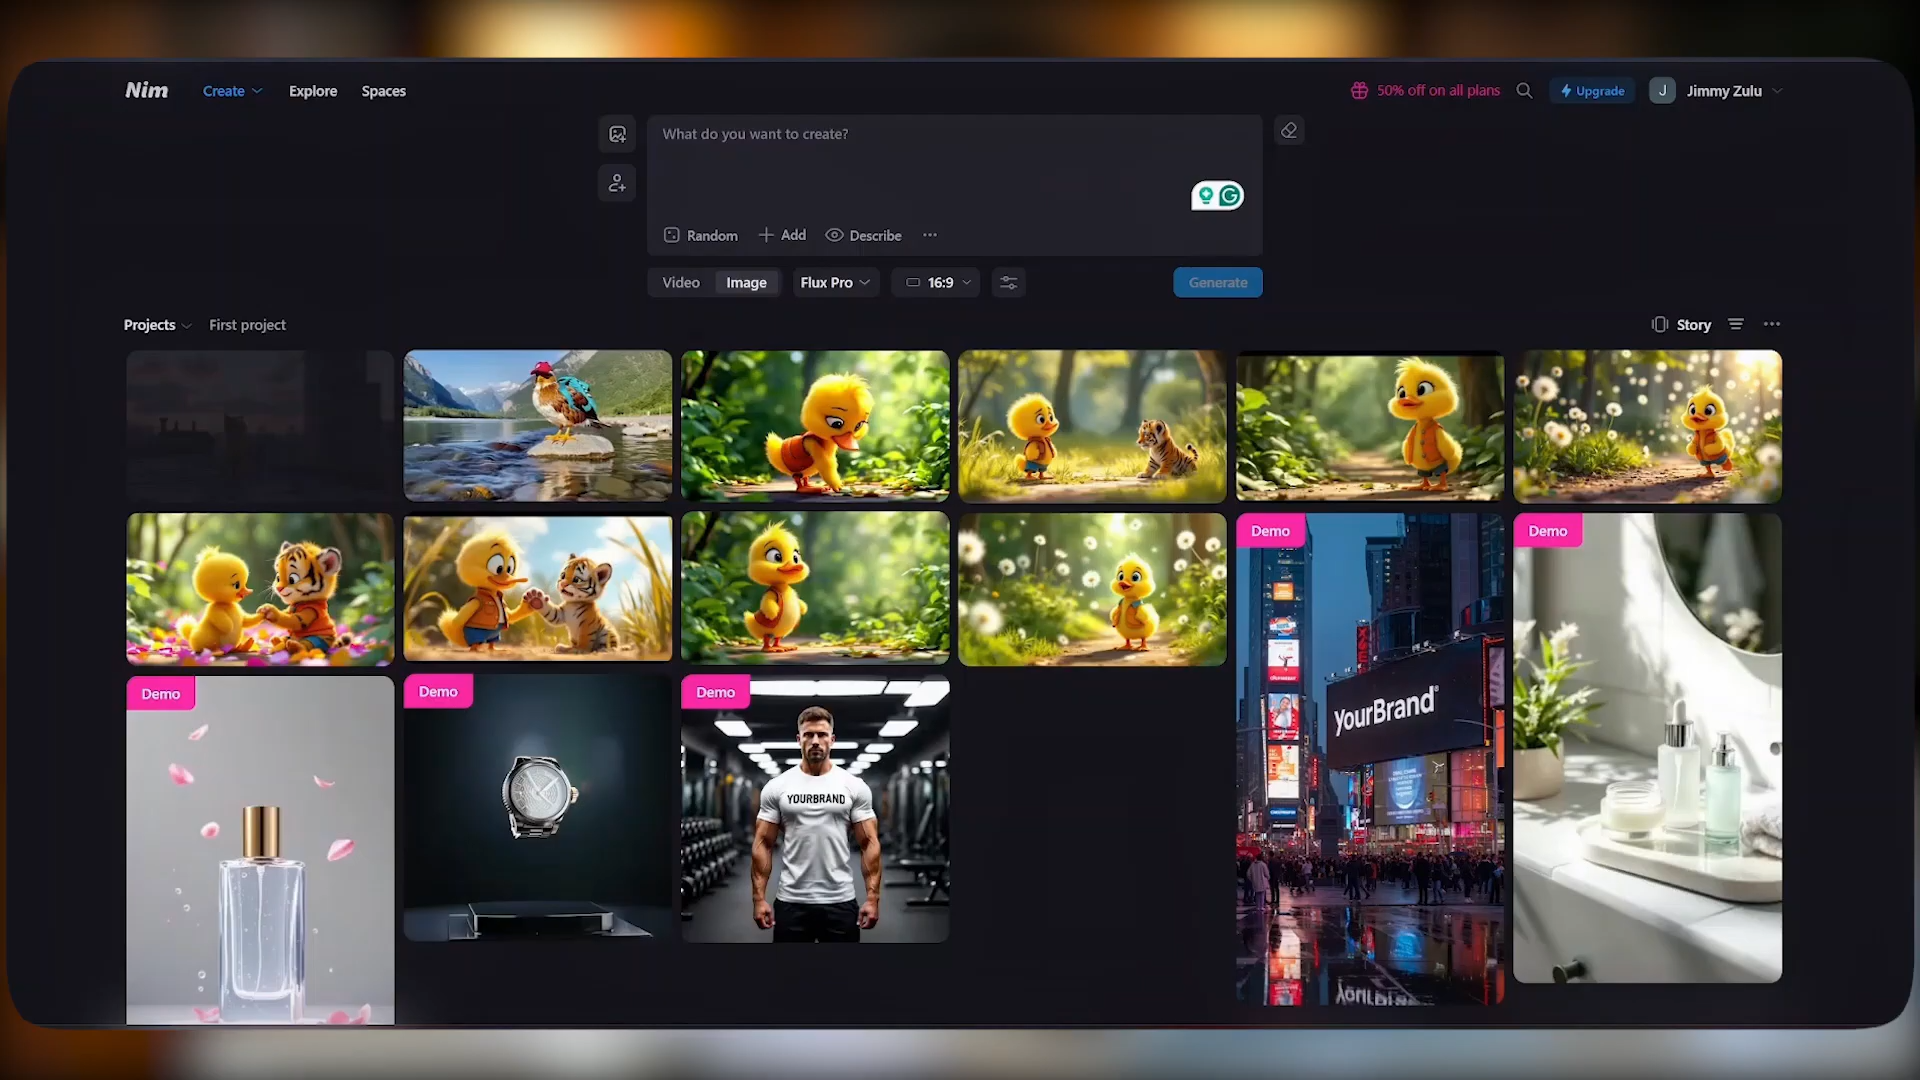 Nim
Create
Explore
Spaces
50% off on all plans
Upgrade
J
Jimmy Zulu
What do you want to create?
Random
Add
Describe
Video
Image
Flux Pro
16:9
Generate
Projects
First project
Story
Demo
Demo
YourBrand
Demo
Demo
Demo
YOURBRAND